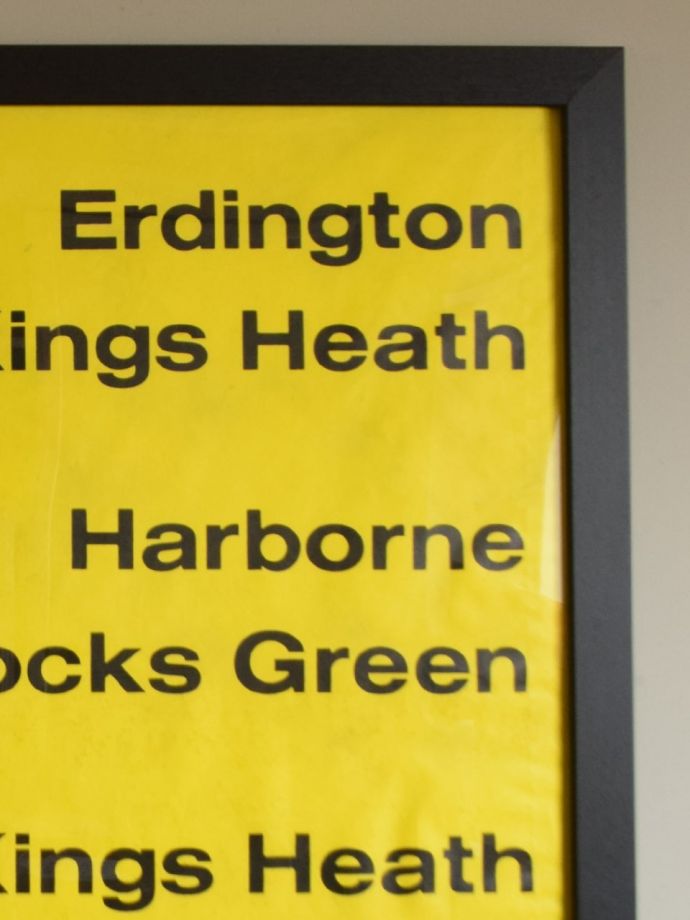 Erdington
Kings Heath
Harborne
ocks Green
Kings Heath